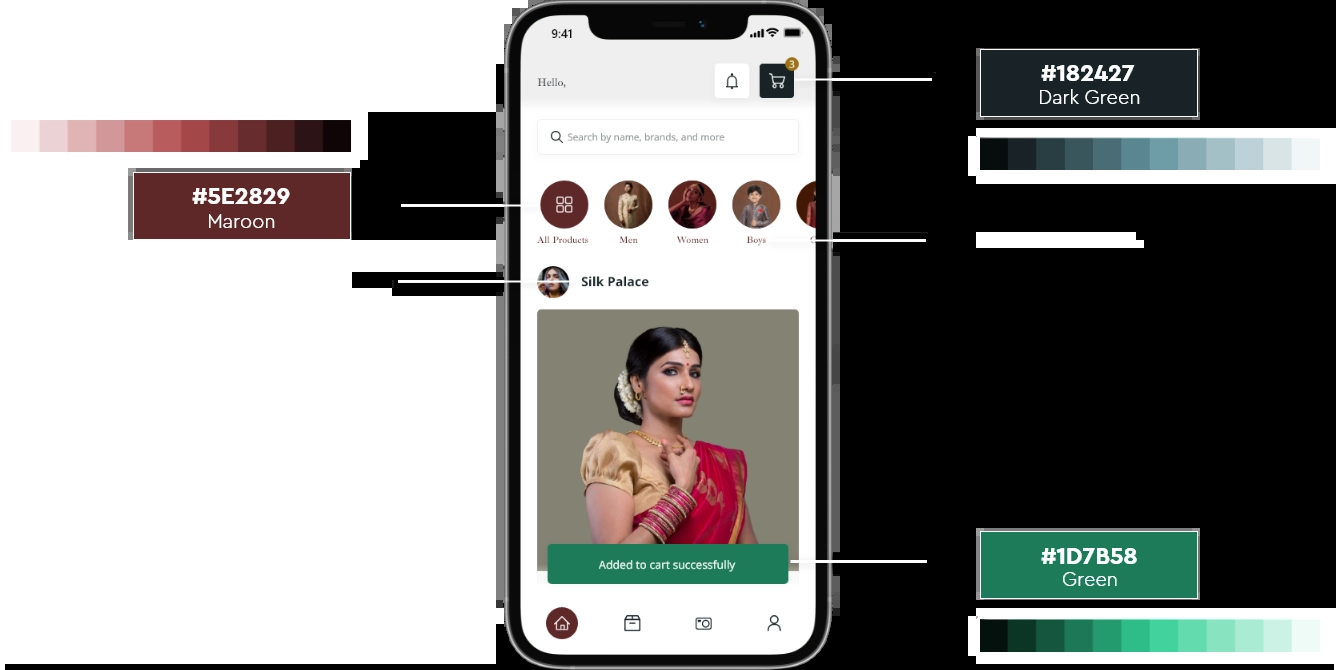 9:41
Hello,
3
Search by name, brands, and more
All Products
Men
Women
Boys
Silk Palace
Added to cart successfully
#5E2829
Maroon
#182427
Dark Green
#1D7B58
Green